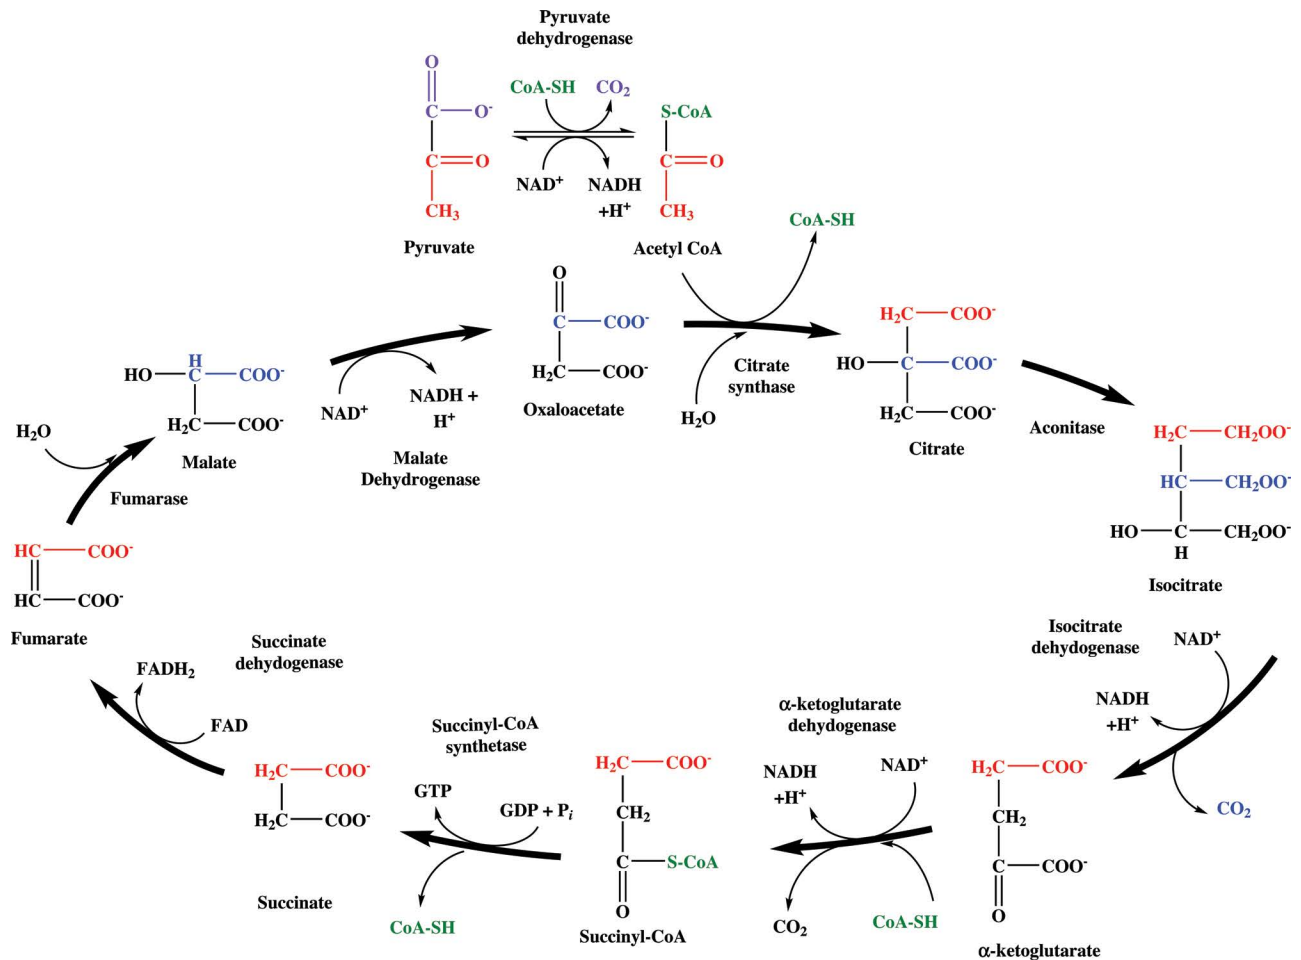 Pyruvate
dehydrogenase
O
CoA-SH
CO2
C
O-
S-CoA
C
O
C
O
NAD+
NADH
+H+
CH3
CH3
CoA-SH
Pyruvate
Acetyl CoA
O
H2C
COO-
C
COO-
H
HO
C
COO-
HO
C
COO-
Citrate
synthase
H2C
COO-
NADH +
H+
NAD+
Oxaloacetate
H2O
H2C
COO-
Aconitase
H2C
COO-
H2O
Malate
Citrate
H2C
CH2OO-
Malate
Dehydrogenase
HC
CH2OO-
Fumarase
HO
C
CH2OO-
H
HC
COO-
HC
COO-
Isocitrate
Fumarate
Succinate
dehydogenase
Isocitrate
dehydogenase
NAD+
FADH2
NADH
+H+
FAD
α-ketoglutarate
dehydogenase
Succinyl-CoA
synthetase
H2C
COO-
NADH
+H+
NAD+
H2C
COO-
H2C
COO-
GTP
GDP + Pi
CH2
CH2
CO2
H2C
COO-
C
S-CoA
C
COO-
O
O
Succinate
CoA-SH
Succinyl-CoA
CO2
CoA-SH
α-ketoglutarate